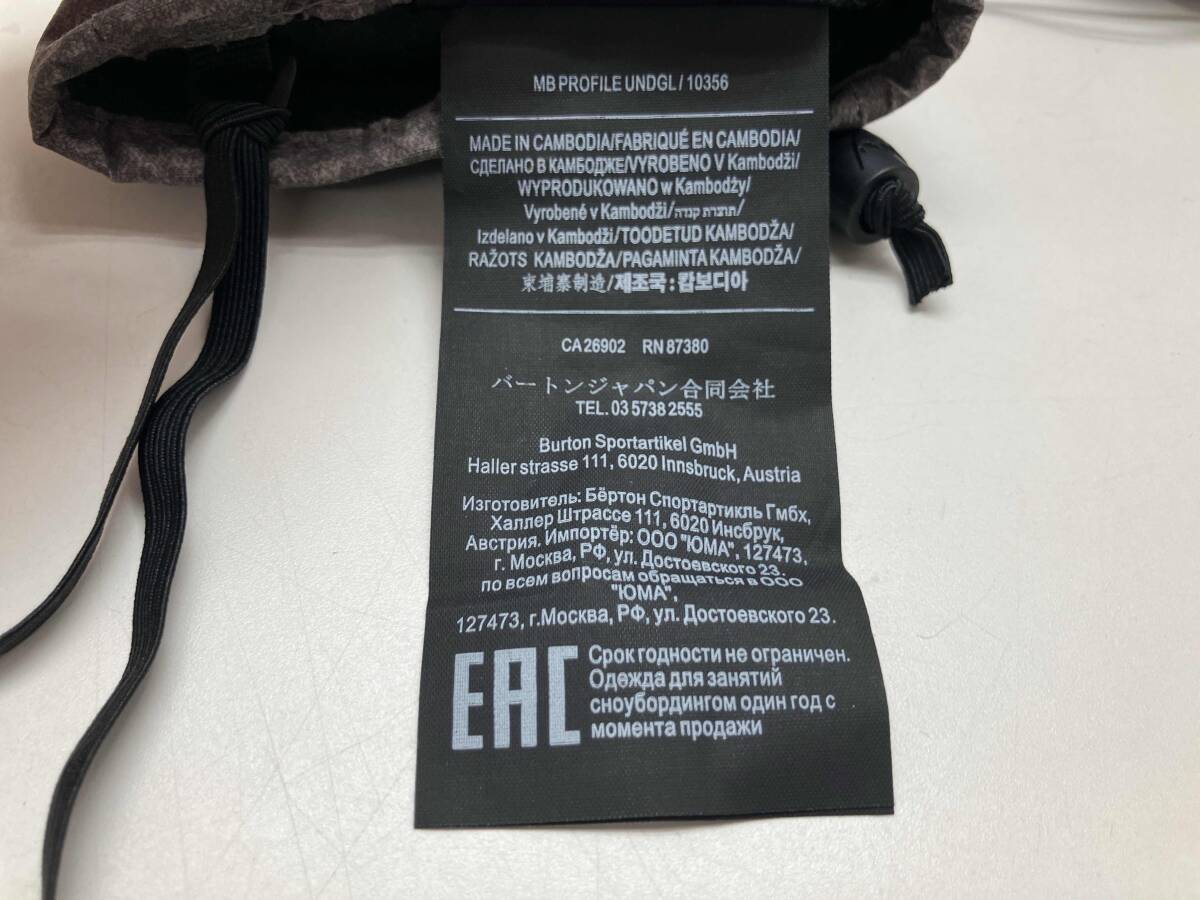 MB PROFILE UNDGL / 10356
MADE IN CAMBODIA/FABRIQUÉ EN CAMBODIA/
СДЕЛАНО В КАМБОДЖЕ/VYROBENO V Kambodži/
WYPRODUKOWANO w Kambodży/
Vyrobené v Kambodži/תוצרת קנדה/
Izdelano v Kambodži/TOODETUD KAMBODŽA/
RAŽOTS KAMBODŽA/PAGAMINTA KAMBODŽA/
柬埔寨制造/제조국:캄보디아
CA 26902 RN 87380
バートンジャパン合同会社
TEL. 03 5738 2555
Burton Sportartikel GmbH
Haller strasse 111, 6020 Innsbruck, Austria
Изготовитель: Бёртон Спортартикль Гмбх,
Халлер Штрассе 111, 6020 Инсбрук,
Австрия. Импортёр: ООО "ЮМА", 127473,
г. Москва, РФ, ул. Достоевского 23.
по всем вопросам обращаться в ООО
"ЮМА",
127473, г.Москва, РФ, ул. Достоевского 23.
EAC
Срок годности не ограничен.
Одежда для занятий
сноубордингом один год с
момента продажи